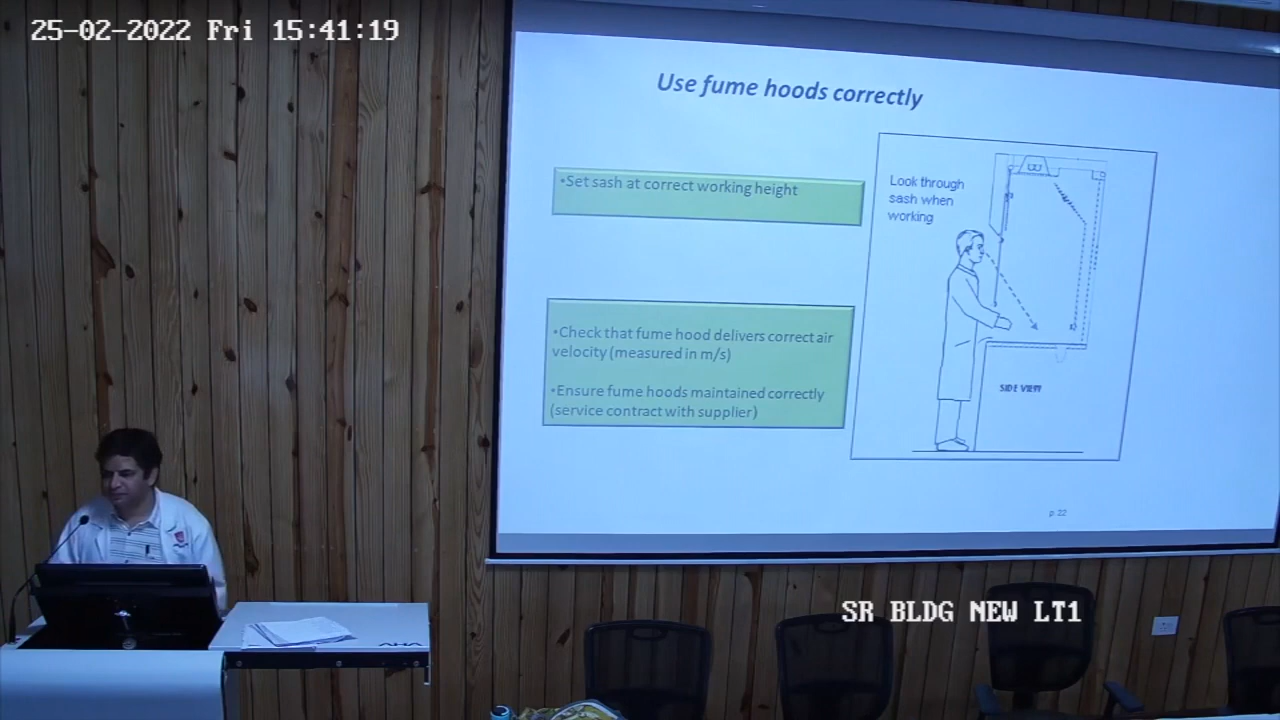 25-02-2022 Fri 15:41:19
Use fume hoods correctly
•Set sash at correct working height
•Check that fume hood delivers correct air
velocity (measured in m/s)
•Ensure fume hoods maintained correctly
(service contract with supplier)
Look through
sash when
working
SIDE VIEW
p 22
SR BLDG NEW LT1
AHA